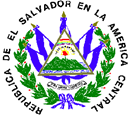 REPUBLICA DE EL SALVADOR EN LA AMERICA CENTRAL